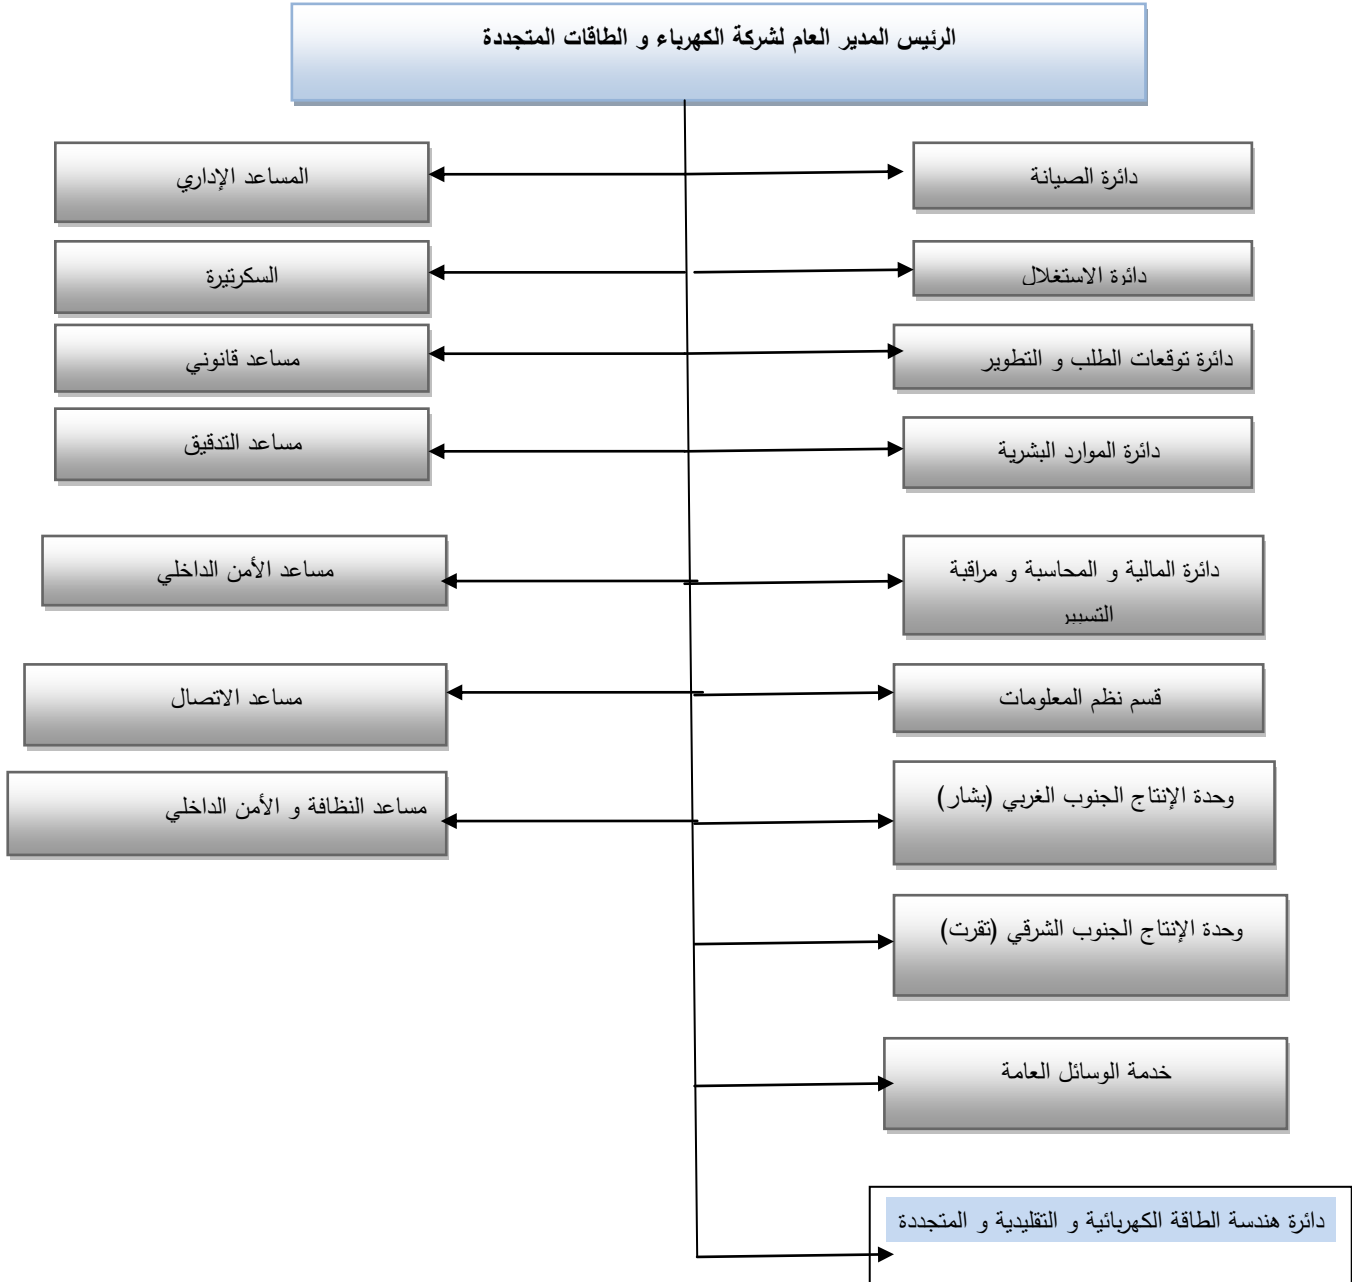 الرئيس المدير العام لشركة الكهرباء و الطاقات المتجددة
دائرة الصيانة
المساعد الإداري
دائرة الاستغلال
السكرتيرة
دائرة توقعات الطلب و التطوير
مساعد قانوني
دائرة الموارد البشرية
مساعد التدقيق
دائرة المالية و المحاسبة و مراقبة
التسيير
مساعد الأمن الداخلي
قسم نظم المعلومات
مساعد الاتصال
وحدة الإنتاج الجنوب الغربي (بشار)
مساعد النظافة و الأمن الداخلي
وحدة الإنتاج الجنوب الشرقي (تقرت)
خدمة الوسائل العامة
دائرة هندسة الطاقة الكهربائية و التقليدية و المتجددة